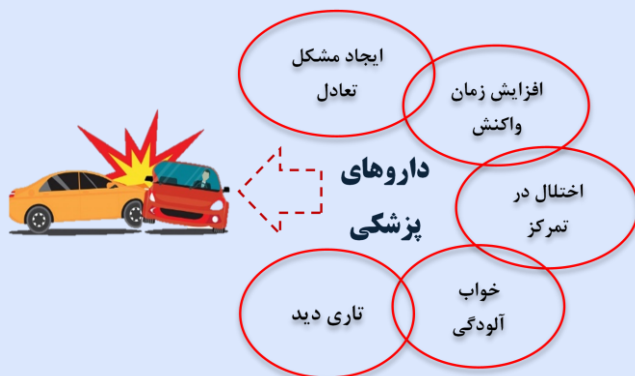 ایجاد مشکل
تعادل
افزایش زمان
واکنش
داروهای
پزشکی
اختلال در
تمرکز
خواب
آلودگی
تاری دید